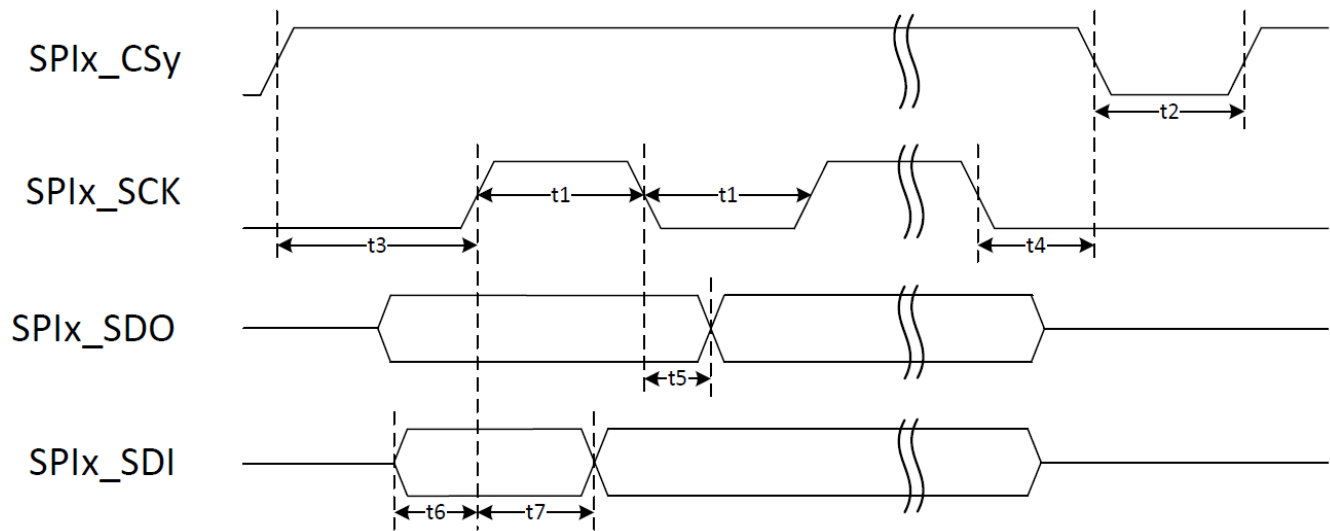 SPIx_CSy
t2
SPIx_SCK
t1 t1
t3 t4
SPIx_SDO
t5
SPIx_SDI
t6 t7